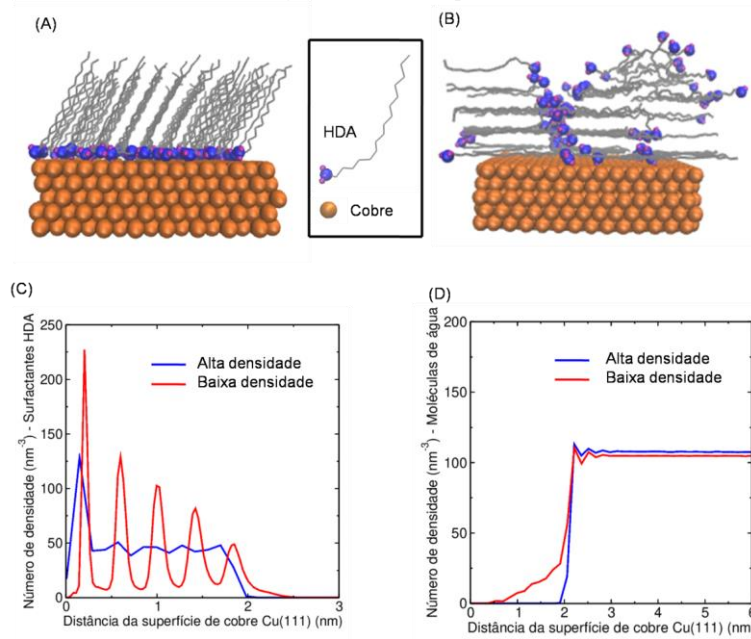 (A)
(B)
HDA
Cobre
(C)
Número de densidade (nm⁻³) - Surfactantes HDA
250
200
150
100
50
0
Alta densidade
Baixa densidade
0 1 2 3
Distância da superfície de cobre Cu(111) (nm)
(D)
Número de densidade (nm⁻³) - Moléculas de água
200
150
100
50
0
Alta densidade
Baixa densidade
0 1 2 3 4 5 6
Distância da superfície de cobre Cu(111) (nm)